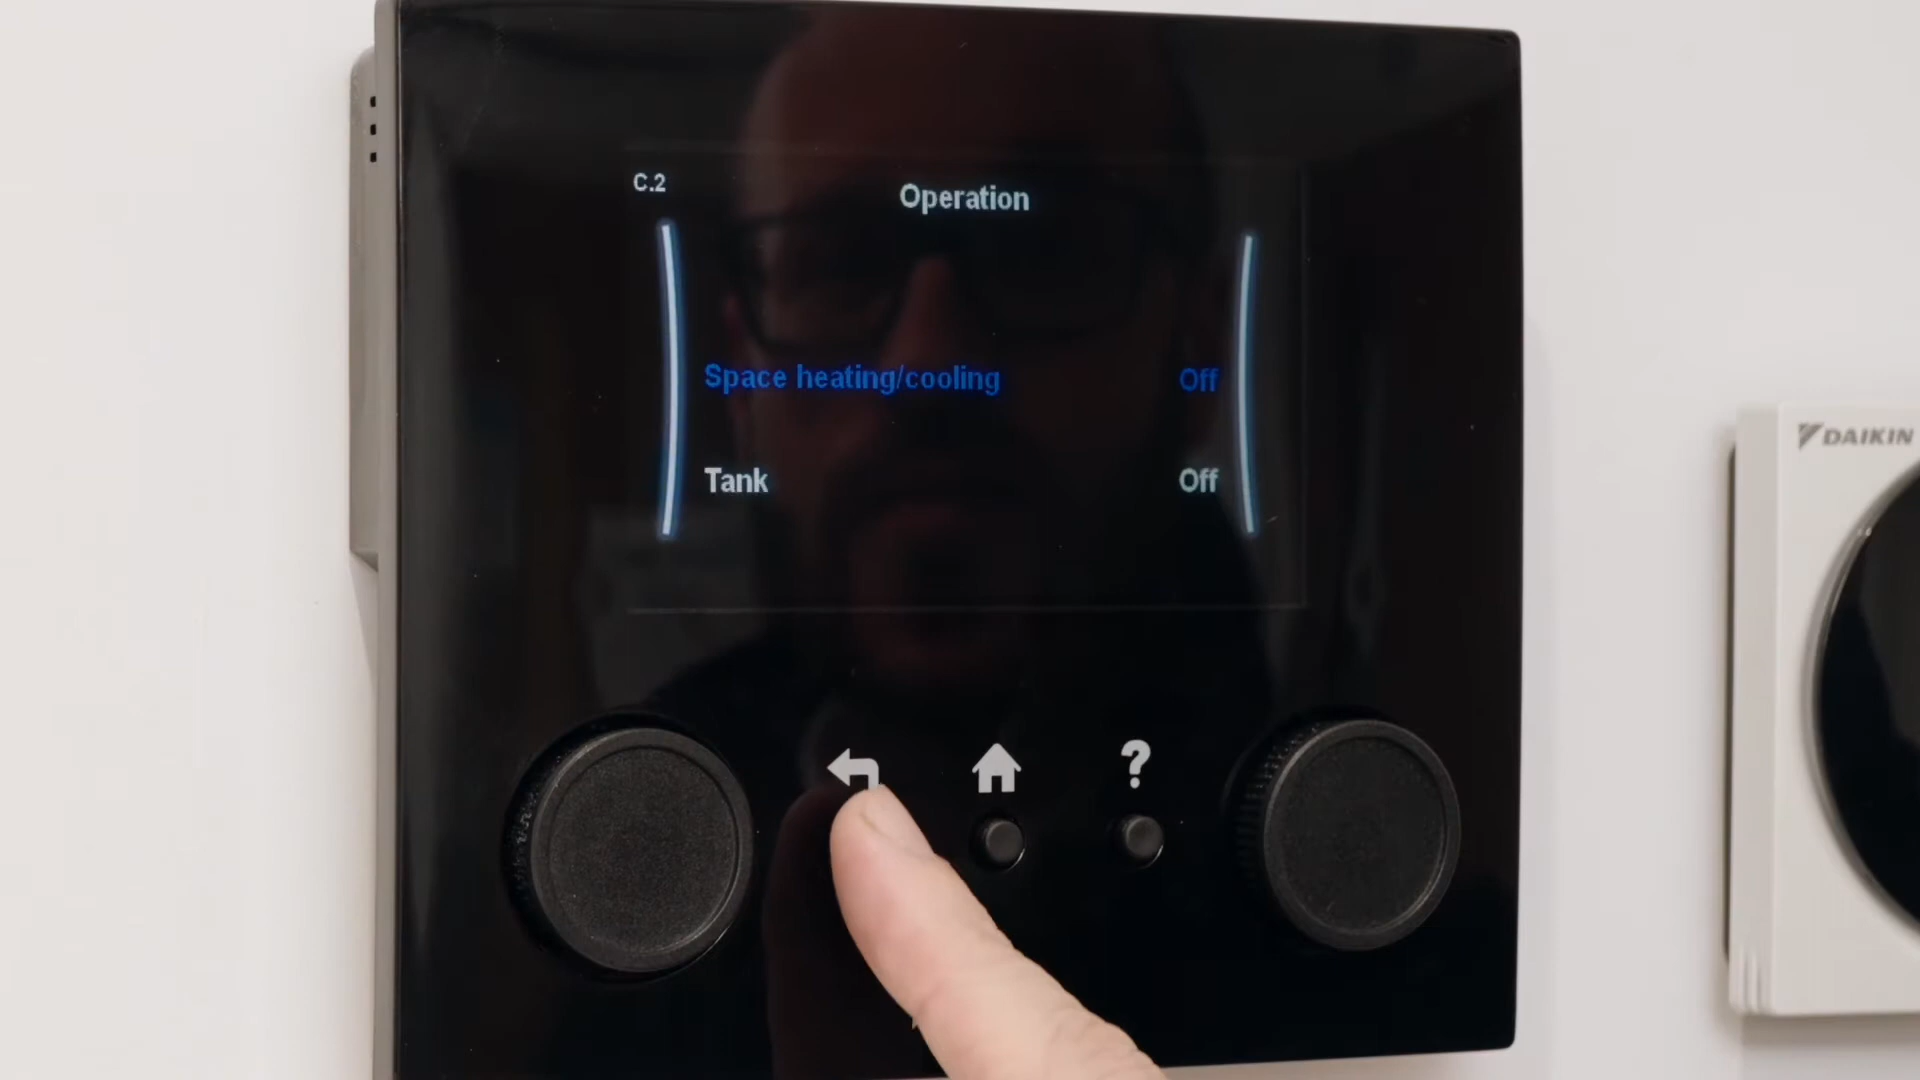 C.2
Operation
Space heating/cooling Off
Tank Off
?
DAIKIN